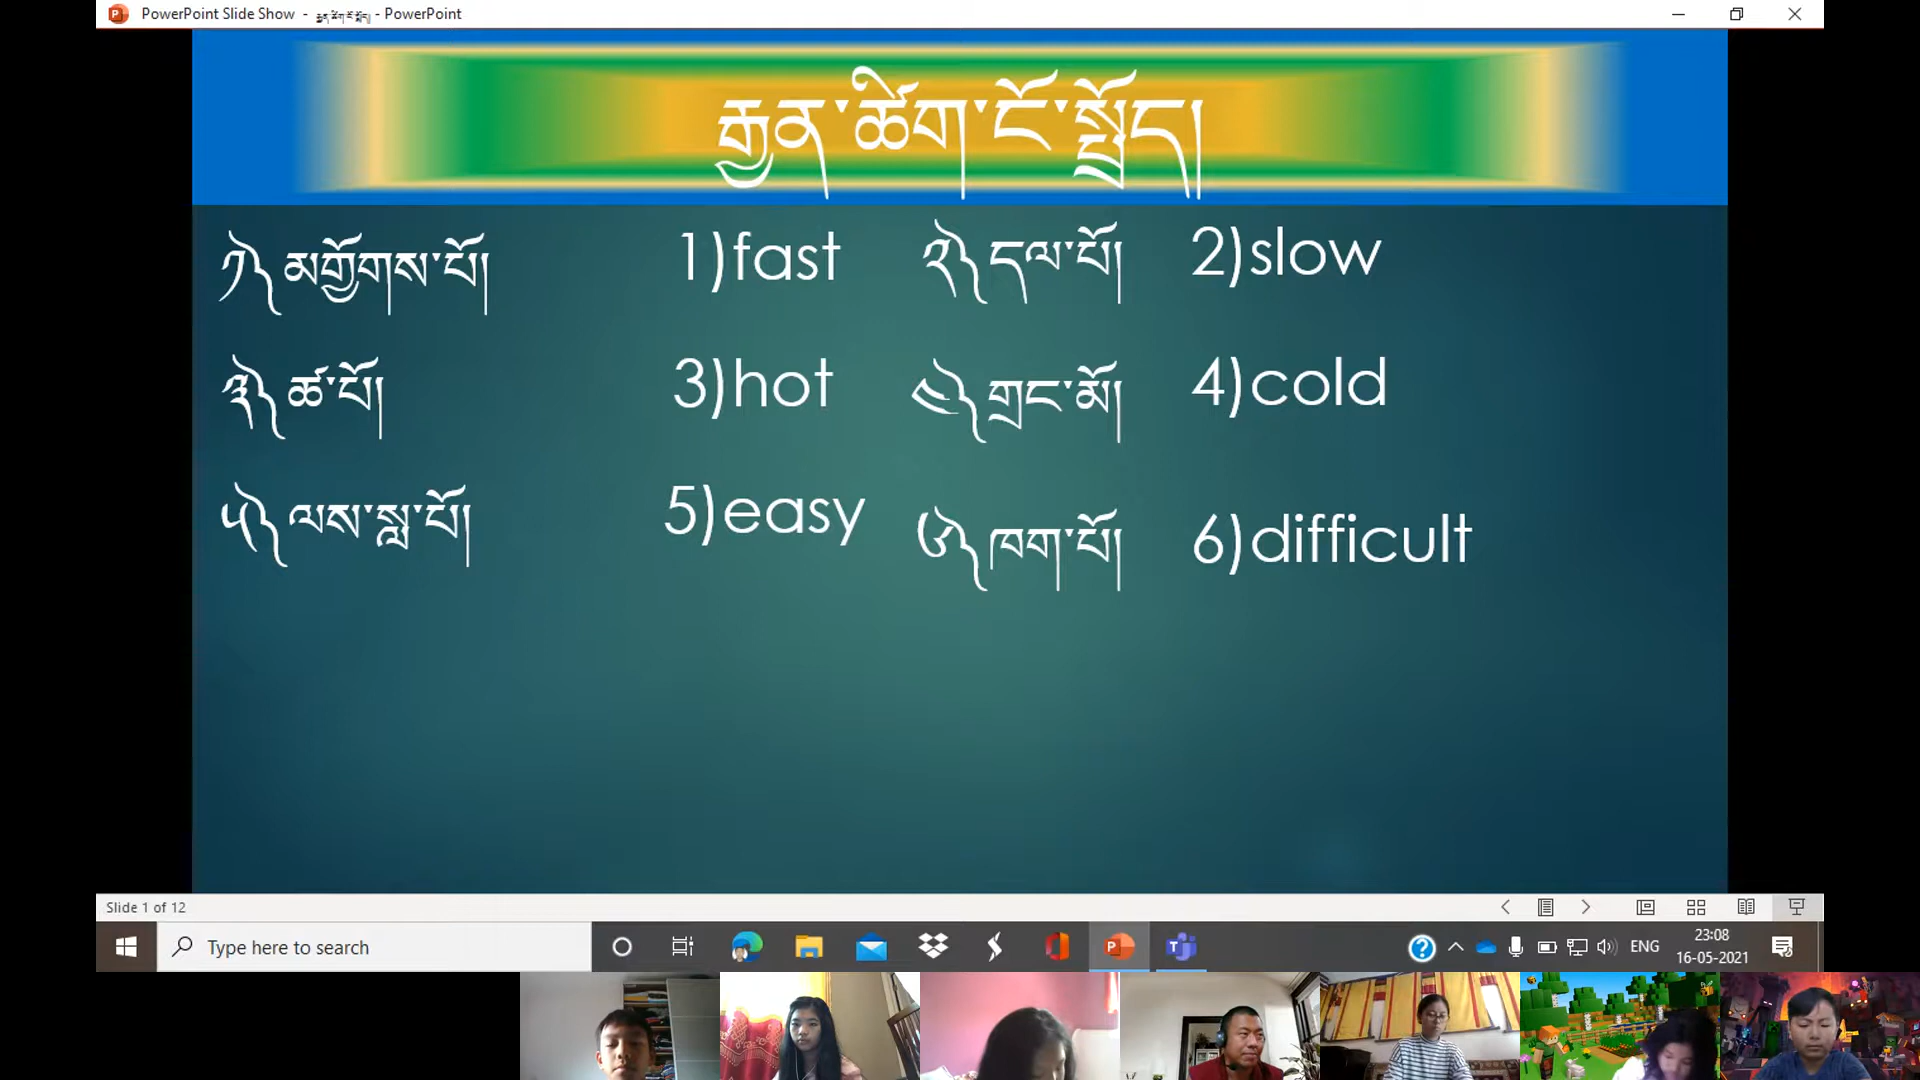 PowerPoint Slide Show - རྒྱན་ཚིག་ངོ་སྤྲོད། - PowerPoint
རྒྱན་ཚིག་ངོ་སྤྲོད།
༡༽ མགྱོགས་པོ། 1)fast ༢༽ དལ་པོ། 2)slow
༣༽ ཚ་པོ། 3)hot ༤༽ གྲང་མོ། 4)cold
༥༽ ལས་སླ་པོ། 5)easy ༦༽ ཁག་པོ། 6)difficult
Slide 1 of 12
Type here to search
ENG
23:08
16-05-2021